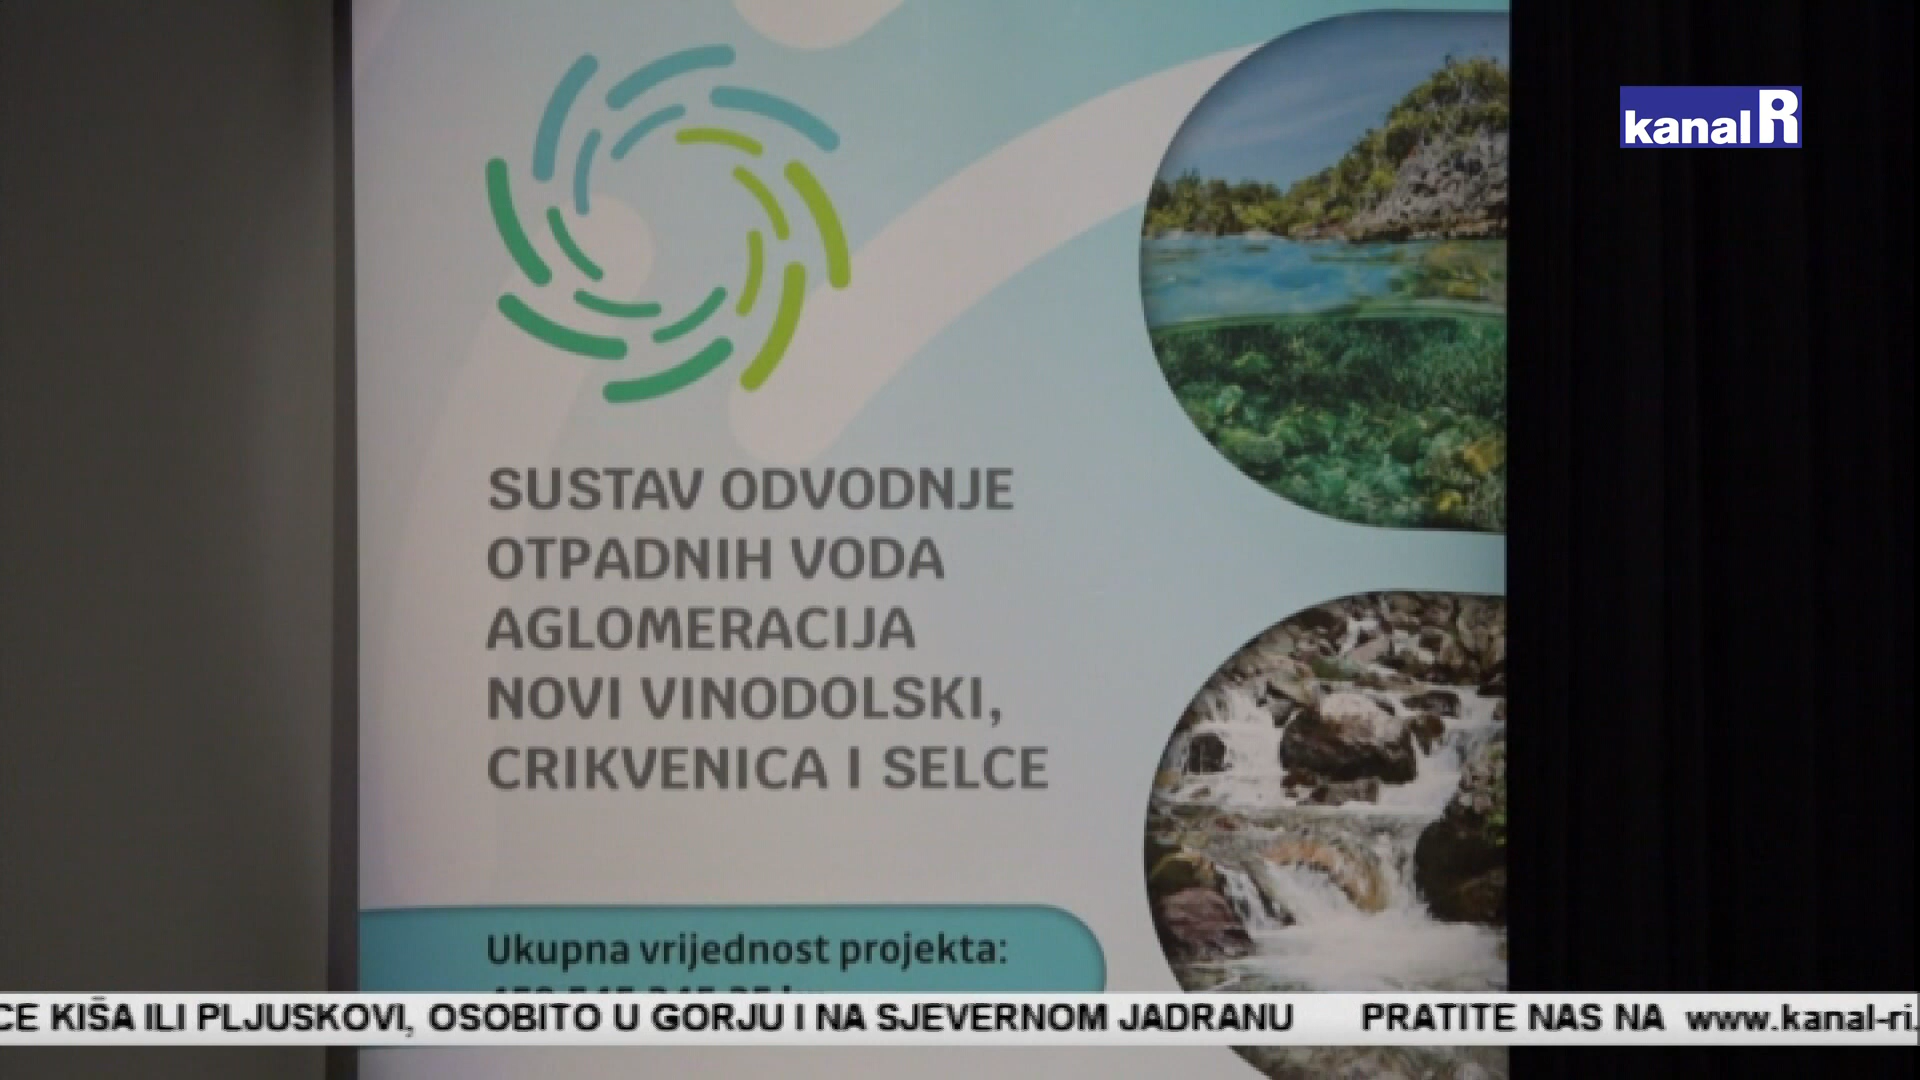 kanal R
SUSTAV ODVODNJE
OTPADNIH VODA
AGLOMERACIJA
NOVI VINODOLSKI,
CRIKVENICA I SELCE
Ukupna vrijednost projekta:
CE KIŠA ILI PLJUSKOVI, OSOBITO U GORJU I NA SJEVERNOM JADRANU PRATITE NAS NA www.kanal-ri.